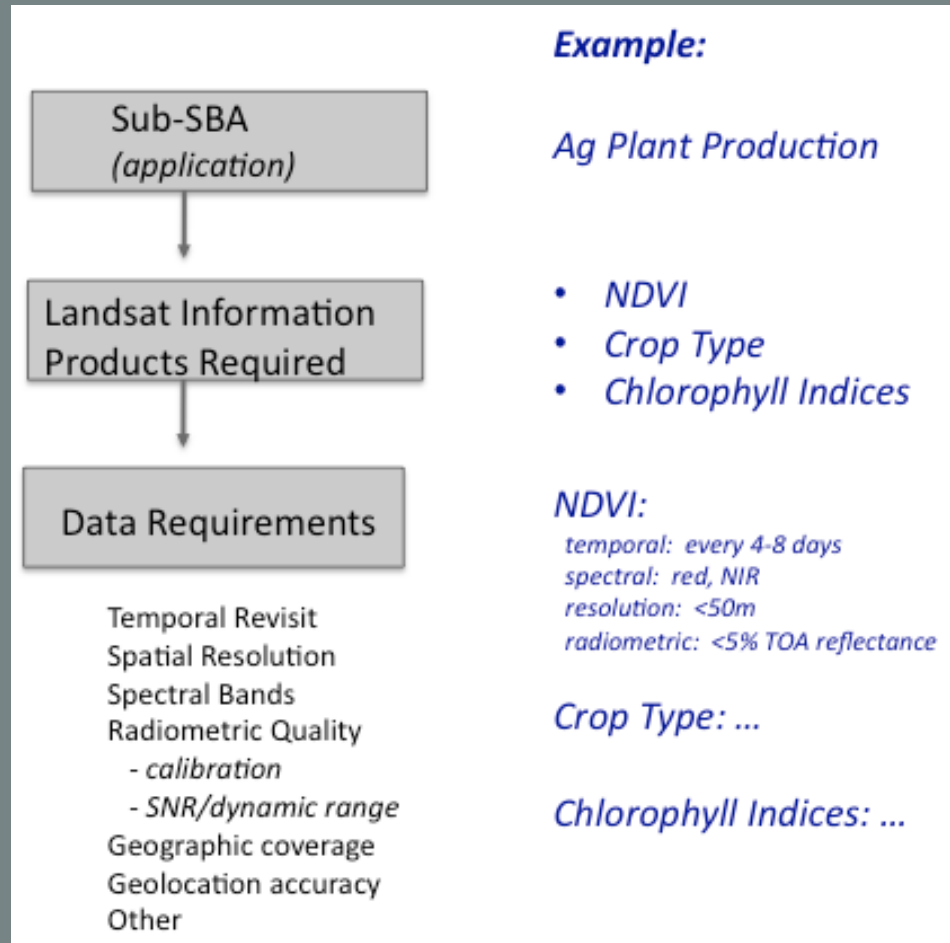 Example:
Sub-SBA
(application)
Ag Plant Production
Landsat Information
Products Required
• NDVI
• Crop Type
• Chlorophyll Indices
Data Requirements
NDVI:
temporal: every 4-8 days
spectral: red, NIR
resolution: <50m
radiometric: <5% TOA reflectance
Crop Type: ...
Chlorophyll Indices: ...
Temporal Revisit
Spatial Resolution
Spectral Bands
Radiometric Quality
- calibration
- SNR/dynamic range
Geographic coverage
Geolocation accuracy
Other